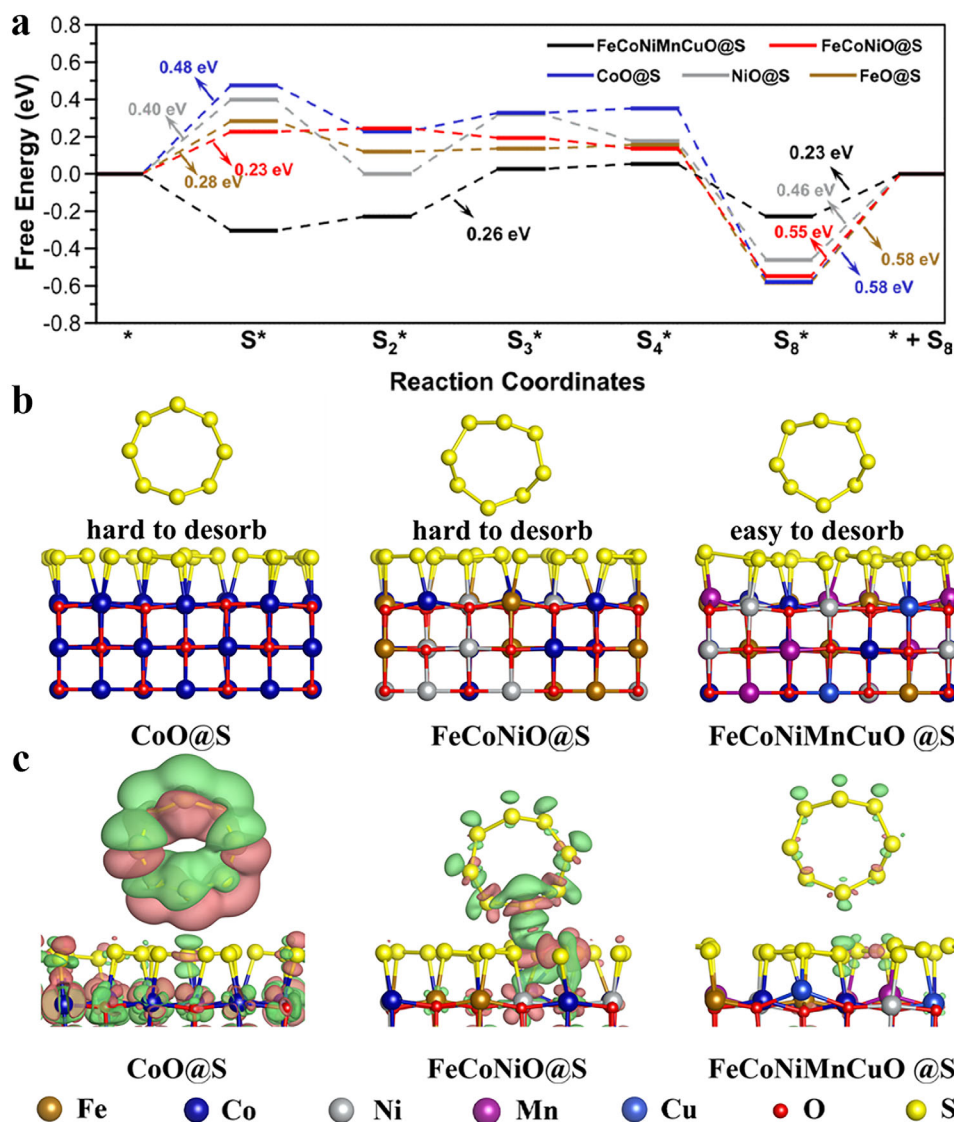 a
0.8
0.6
0.4
0.2
0.0
-0.2
-0.4
-0.6
-0.8
Free Energy (eV)
FeCoNiMnCuO@S FeCoNiO@S
CoO@S NiO@S FeO@S
0.48 eV
0.40 eV
0.28 eV
0.23 eV
0.26 eV
0.23 eV
0.46 eV
0.55 eV
0.58 eV
0.58 eV
* S* S₂* S₃* S₄* S₈* * + S₈
Reaction Coordinates
b
hard to desorb hard to desorb easy to desorb
CoO@S FeCoNiO@S FeCoNiMnCuO @S
c
CoO@S FeCoNiO@S FeCoNiMnCuO @S
Fe Co Ni Mn Cu O S